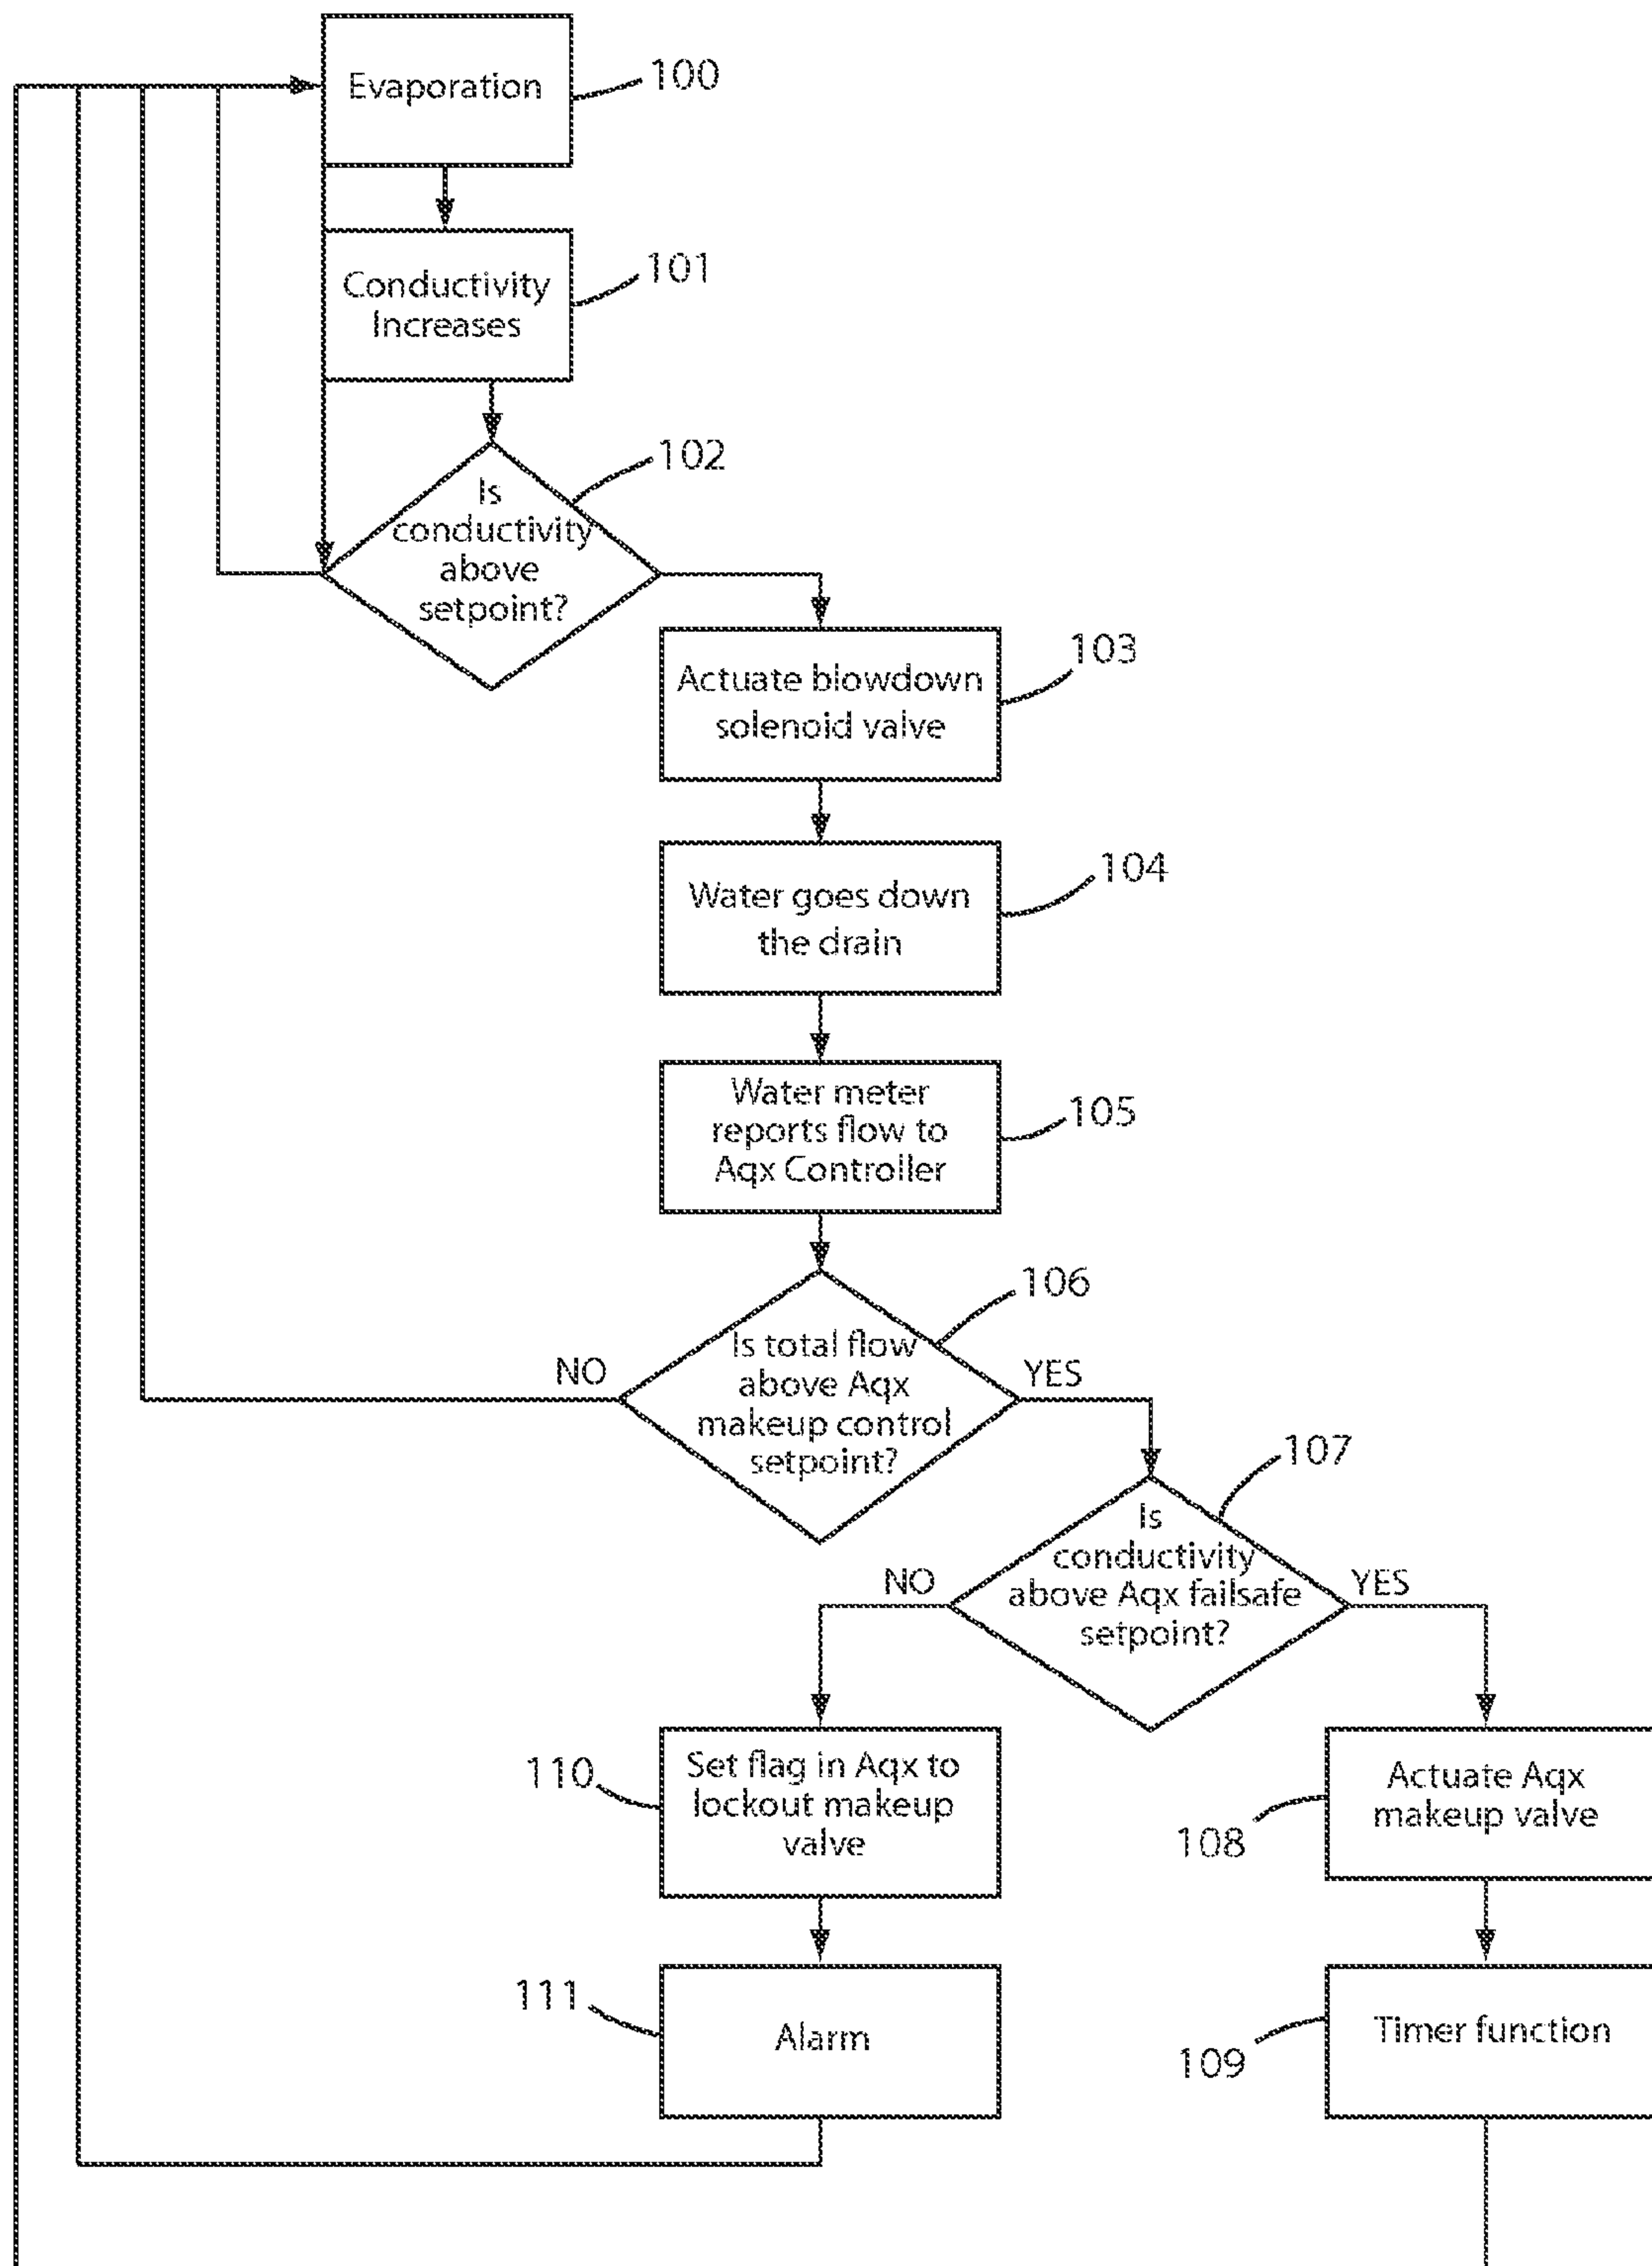 Evaporation
100
Conductivity
Increases
101
102
Is
conductivity
above
setpoint?
103
Actuate blowdown
solenoid valve
104
Water goes down
the drain
Water meter
reports flow to
Aqx Controller
105
106
Is total flow
above Aqx
makeup control
setpoint?
NO
YES
107
Is
conductivity
above Aqx failsafe
setpoint?
NO
YES
110
Set flag in Aqx to
lockout makeup
valve
Actuate Aqx
makeup valve
108
111
Alarm
Timer function
109